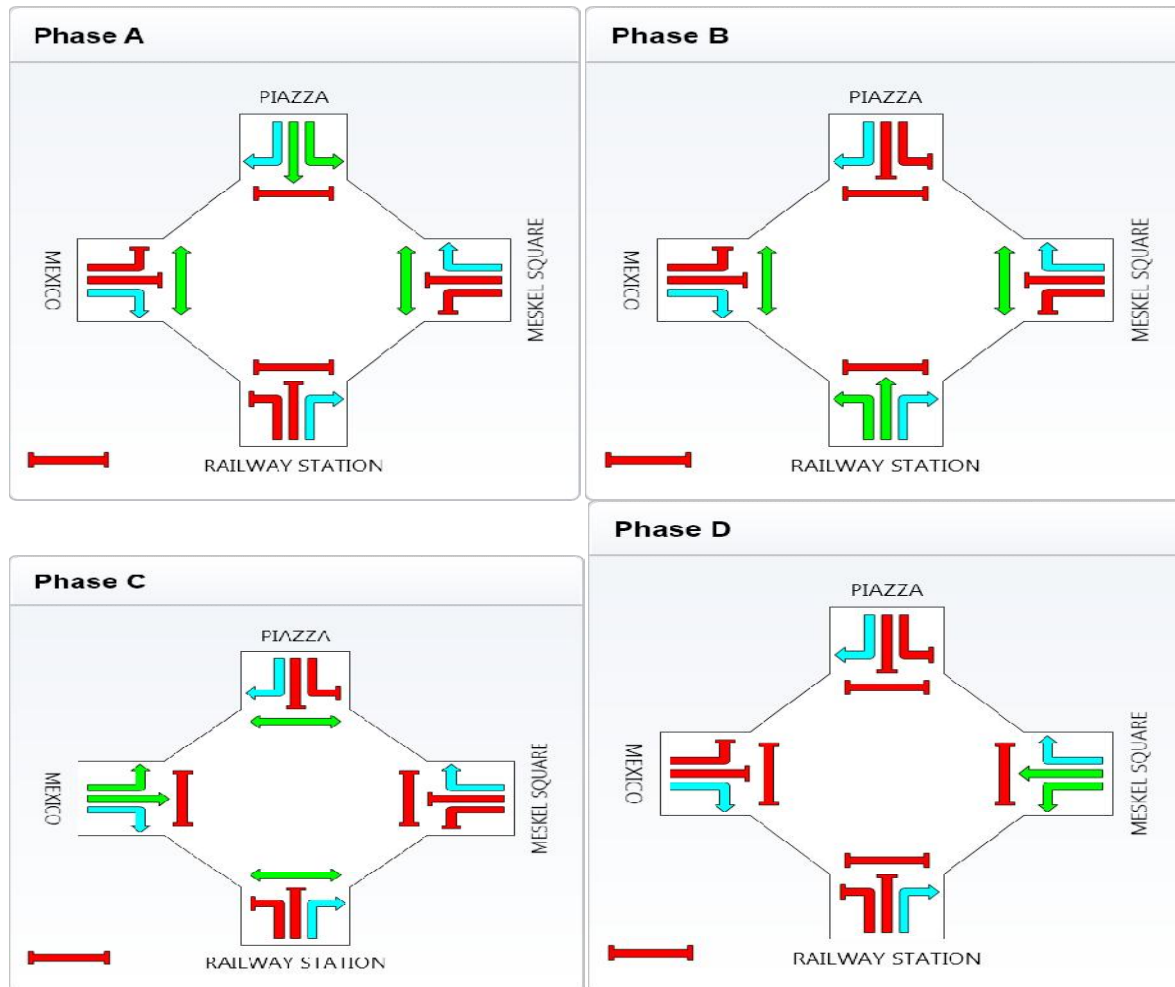 Phase A
PIAZZA
MEXICO
MESKEL SQUARE
RAILWAY STATION
Phase B
PIAZZA
MEXICO
MESKEL SQUARE
RAILWAY STATION
Phase C
PIAZZA
MEXICO
MESKEL SQUARE
RAILWAY STATION
Phase D
PIAZZA
MEXICO
MESKEL SQUARE
RAILWAY STATION